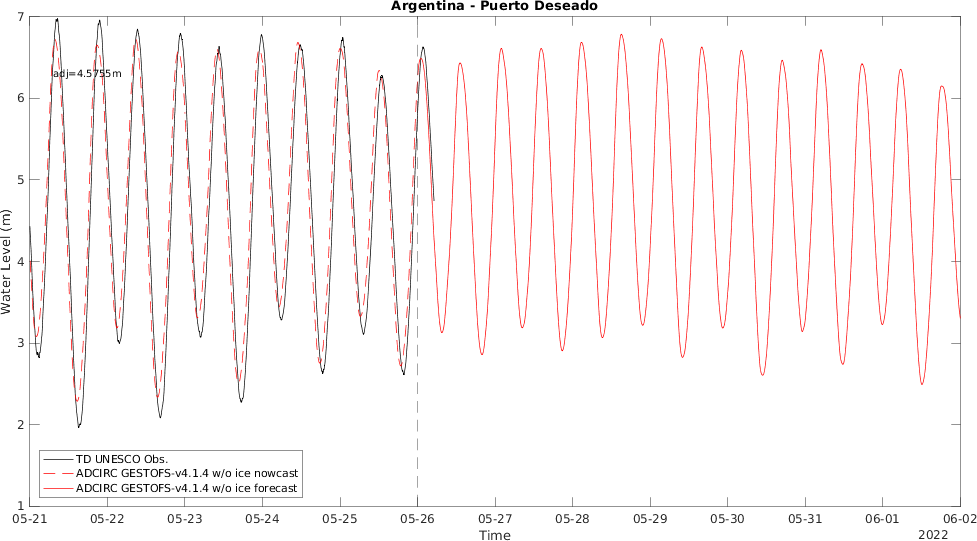 Argentina - Puerto Deseado
7
6
5
4
3
2
1
Water Level (m)
adj=4.5755m
TD UNESCO Obs.
ADCIRC GESTOFS-v4.1.4 w/o ice nowcast
ADCIRC GESTOFS-v4.1.4 w/o ice forecast
05-21 05-22 05-23 05-24 05-25 05-26 05-27 05-28 05-29 05-30 05-31 06-01 06-02
Time
2022